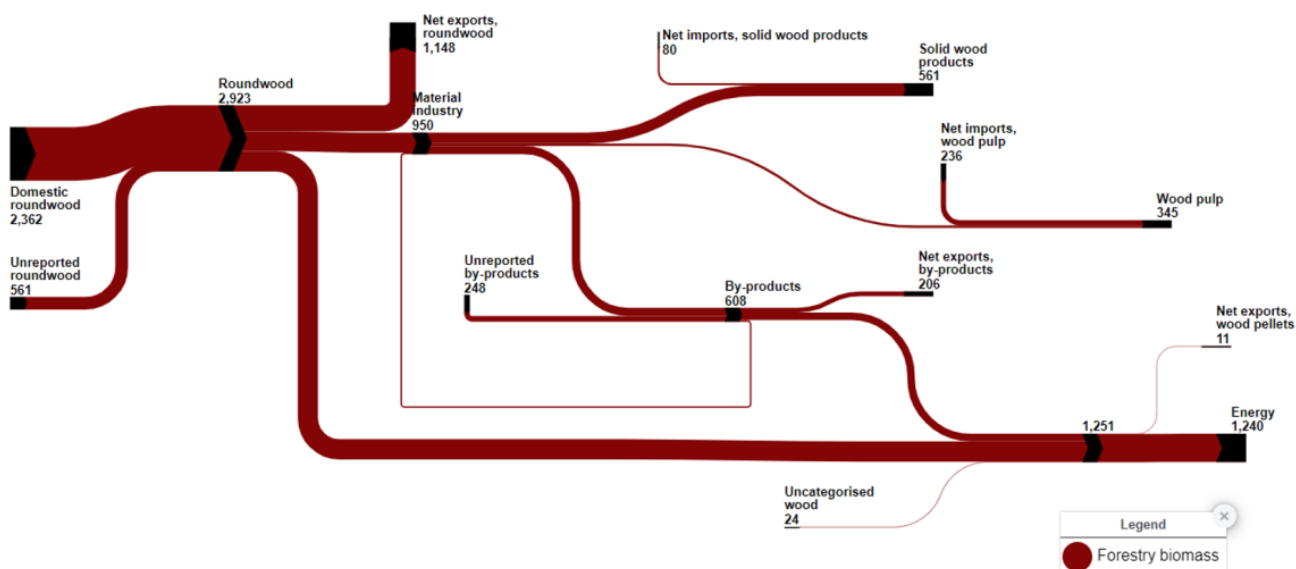 Net exports,
roundwood
1,148
Net imports, solid wood products
80
Solid wood
products
561
Roundwood
2,923
Material
industry
950
Net imports,
wood pulp
236
Domestic
roundwood
2,362
Wood pulp
345
Unreported
roundwood
561
Unreported
by-products
248
By-products
608
Net exports,
by-products
206
Net exports,
wood pellets
11
1,251
Energy
1,240
Uncategorised
wood
24
Legend
Forestry biomass